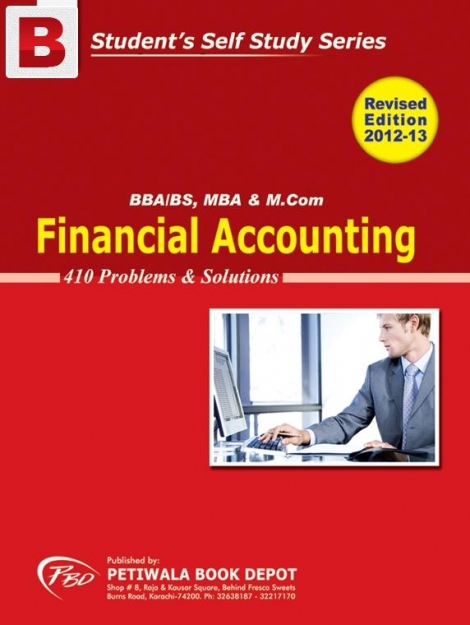 B
Student's Self Study Series
Revised
Edition
2012-13
BBA/BS, MBA & M.Com
Financial Accounting
410 Problems & Solutions
PBD
Published by:
PETIWALA BOOK DEPOT
Shop # 8, Raja & Kausar Square, Behind Fresco Sweets
Burns Road, Karachi-74200. Ph: 32638187 - 32217170